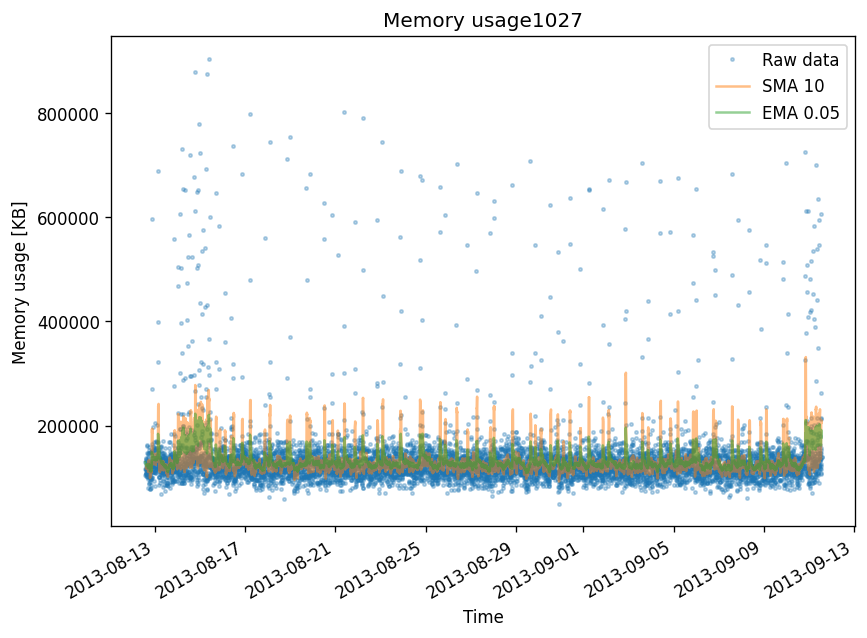 Memory usage1027
Raw data
SMA 10
EMA 0.05
Memory usage [KB]
800000
600000
400000
200000
2013-08-13
2013-08-17
2013-08-21
2013-08-25
2013-08-29
2013-09-01
2013-09-05
2013-09-09
2013-09-13
Time